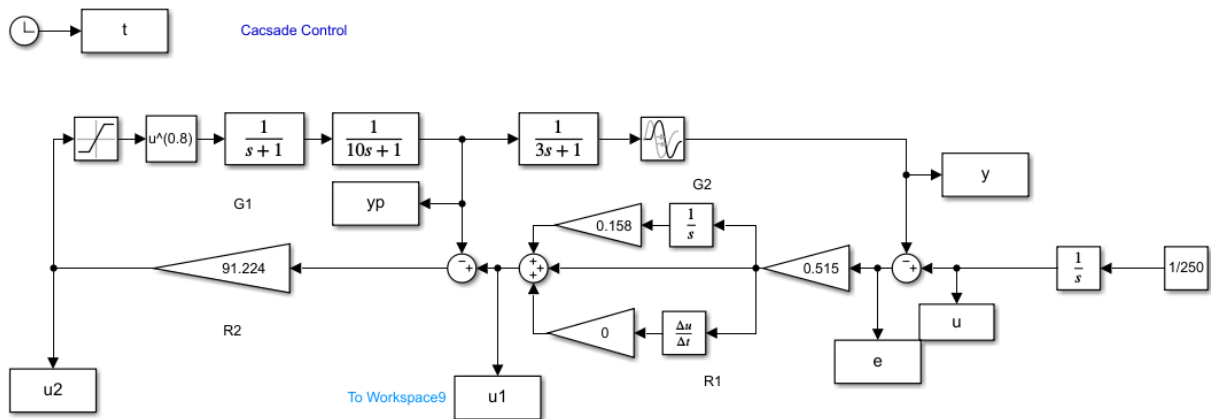 t
Cacsade Control
u^(0.8)
1
s + 1
1
10s + 1
1
3s + 1
G1
yp
G2
y
0.158
1
s
91.224
- +
+
+ +
0.515
- +
1
s
1/250
R2
0
Δu
Δt
R1
u
e
u2
To Workspace9
u1